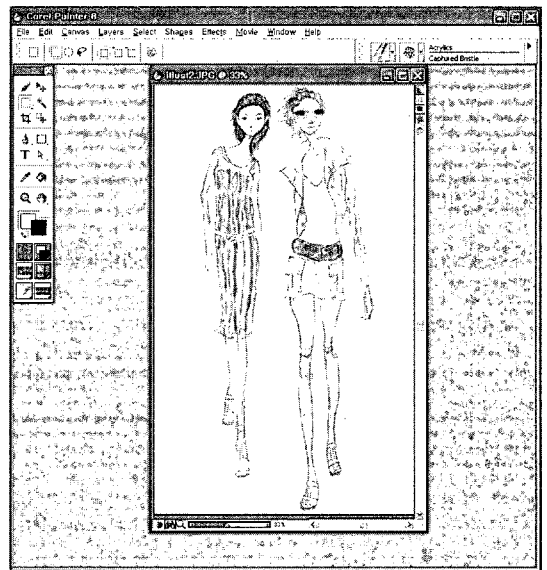 Corel Painter 8
File Edit Canvas Layers Select Shapes Effects Movie Window Help
Acrylics
Captured Bristle
Illust2.JPG @ 33%
T
33%